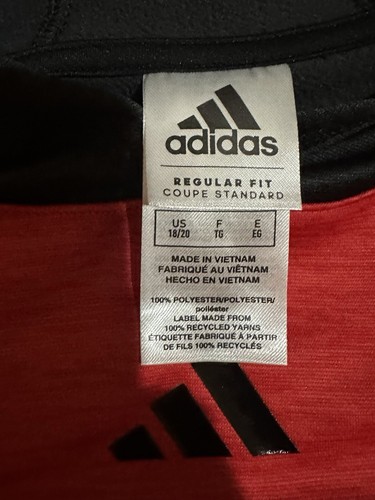 adidas
REGULAR FIT
COUPE STANDARD
US F E
18/20 TG EG
MADE IN VIETNAM
FABRIQUÉ AU VIÊTNAM
HECHO EN VIETNAM
100% POLYESTER/POLYESTER/
poliéster
LABEL MADE FROM
100% RECYCLED YARNS
ÉTIQUETTE FABRIQUÉ À PARTIR
DE FILS 100% RECYCLÉS